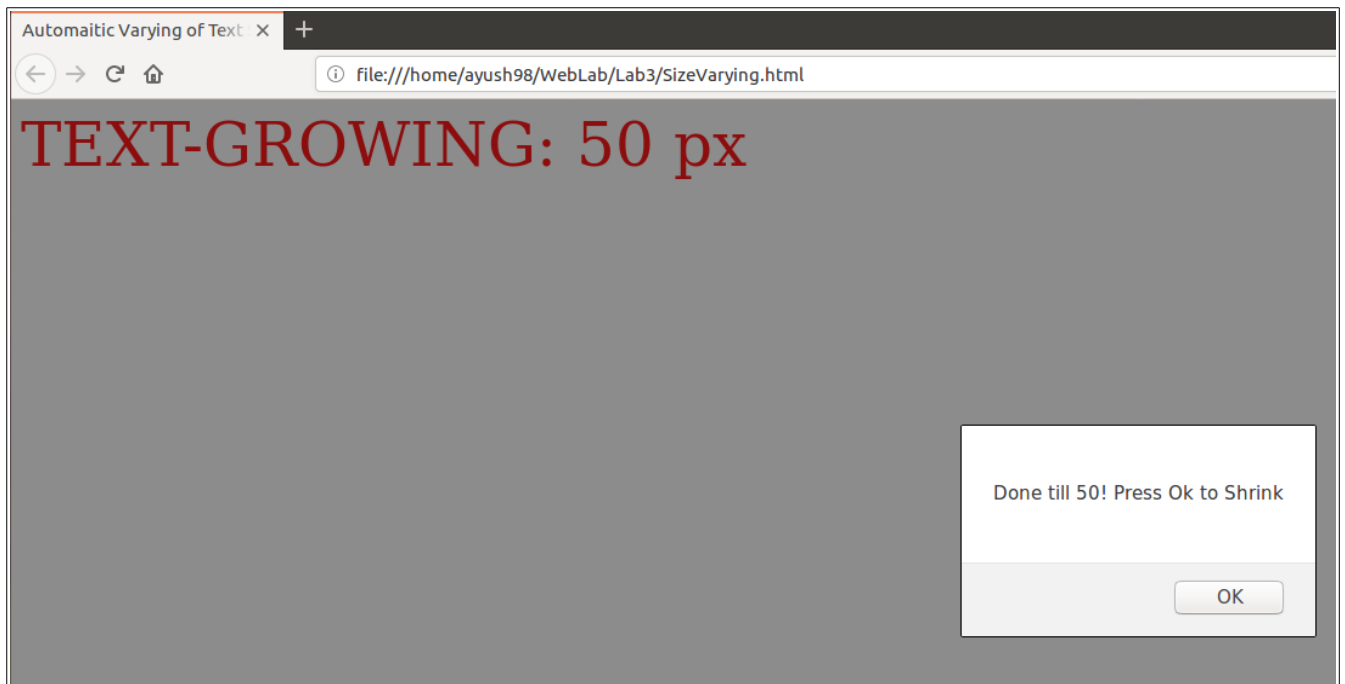 Automaitic Varying of Text
file:///home/ayush98/WebLab/Lab3/SizeVarying.html
TEXT-GROWING: 50 px
Done till 50! Press Ok to Shrink
OK